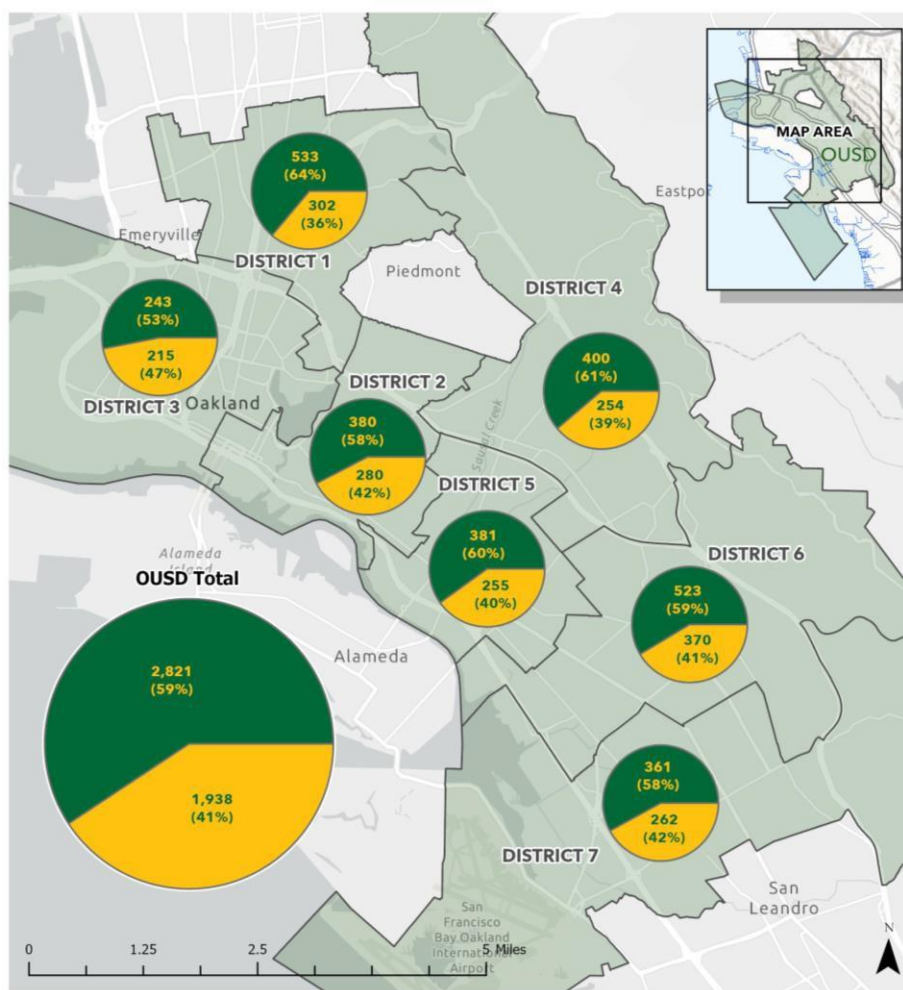 MAP AREA
OUSD
533
(64%)
302
(36%)
DISTRICT 1
Emeryville
Piedmont
DISTRICT 4
243
(53%)
215
(47%)
DISTRICT 3
Oakland
DISTRICT 2
380
(58%)
280
(42%)
400
(61%)
254
(39%)
Sausal Creek
DISTRICT 5
381
(60%)
255
(40%)
DISTRICT 6
523
(59%)
370
(41%)
Alameda
Island
OUSD Total
2,821
(59%)
1,938
(41%)
Alameda
361
(58%)
262
(42%)
DISTRICT 7
San
Leandro
San
Francisco
Bay Oakland
International
Airport
0
1.25
2.5
5 Miles
N
Eastpo